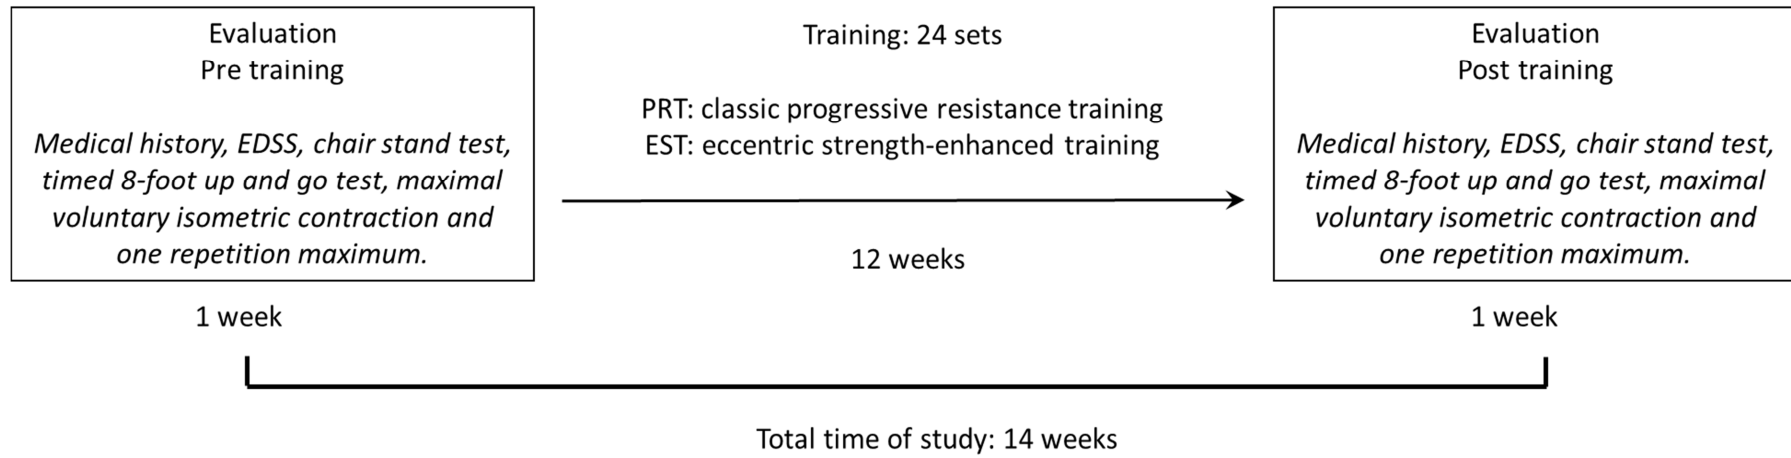 Evaluation
Pre training
Medical history, EDSS, chair stand test,
timed 8-foot up and go test, maximal
voluntary isometric contraction and
one repetition maximum.
1 week
Training: 24 sets
PRT: classic progressive resistance training
EST: eccentric strength-enhanced training
12 weeks
Evaluation
Post training
Medical history, EDSS, chair stand test,
timed 8-foot up and go test, maximal
voluntary isometric contraction and
one repetition maximum.
1 week
Total time of study: 14 weeks